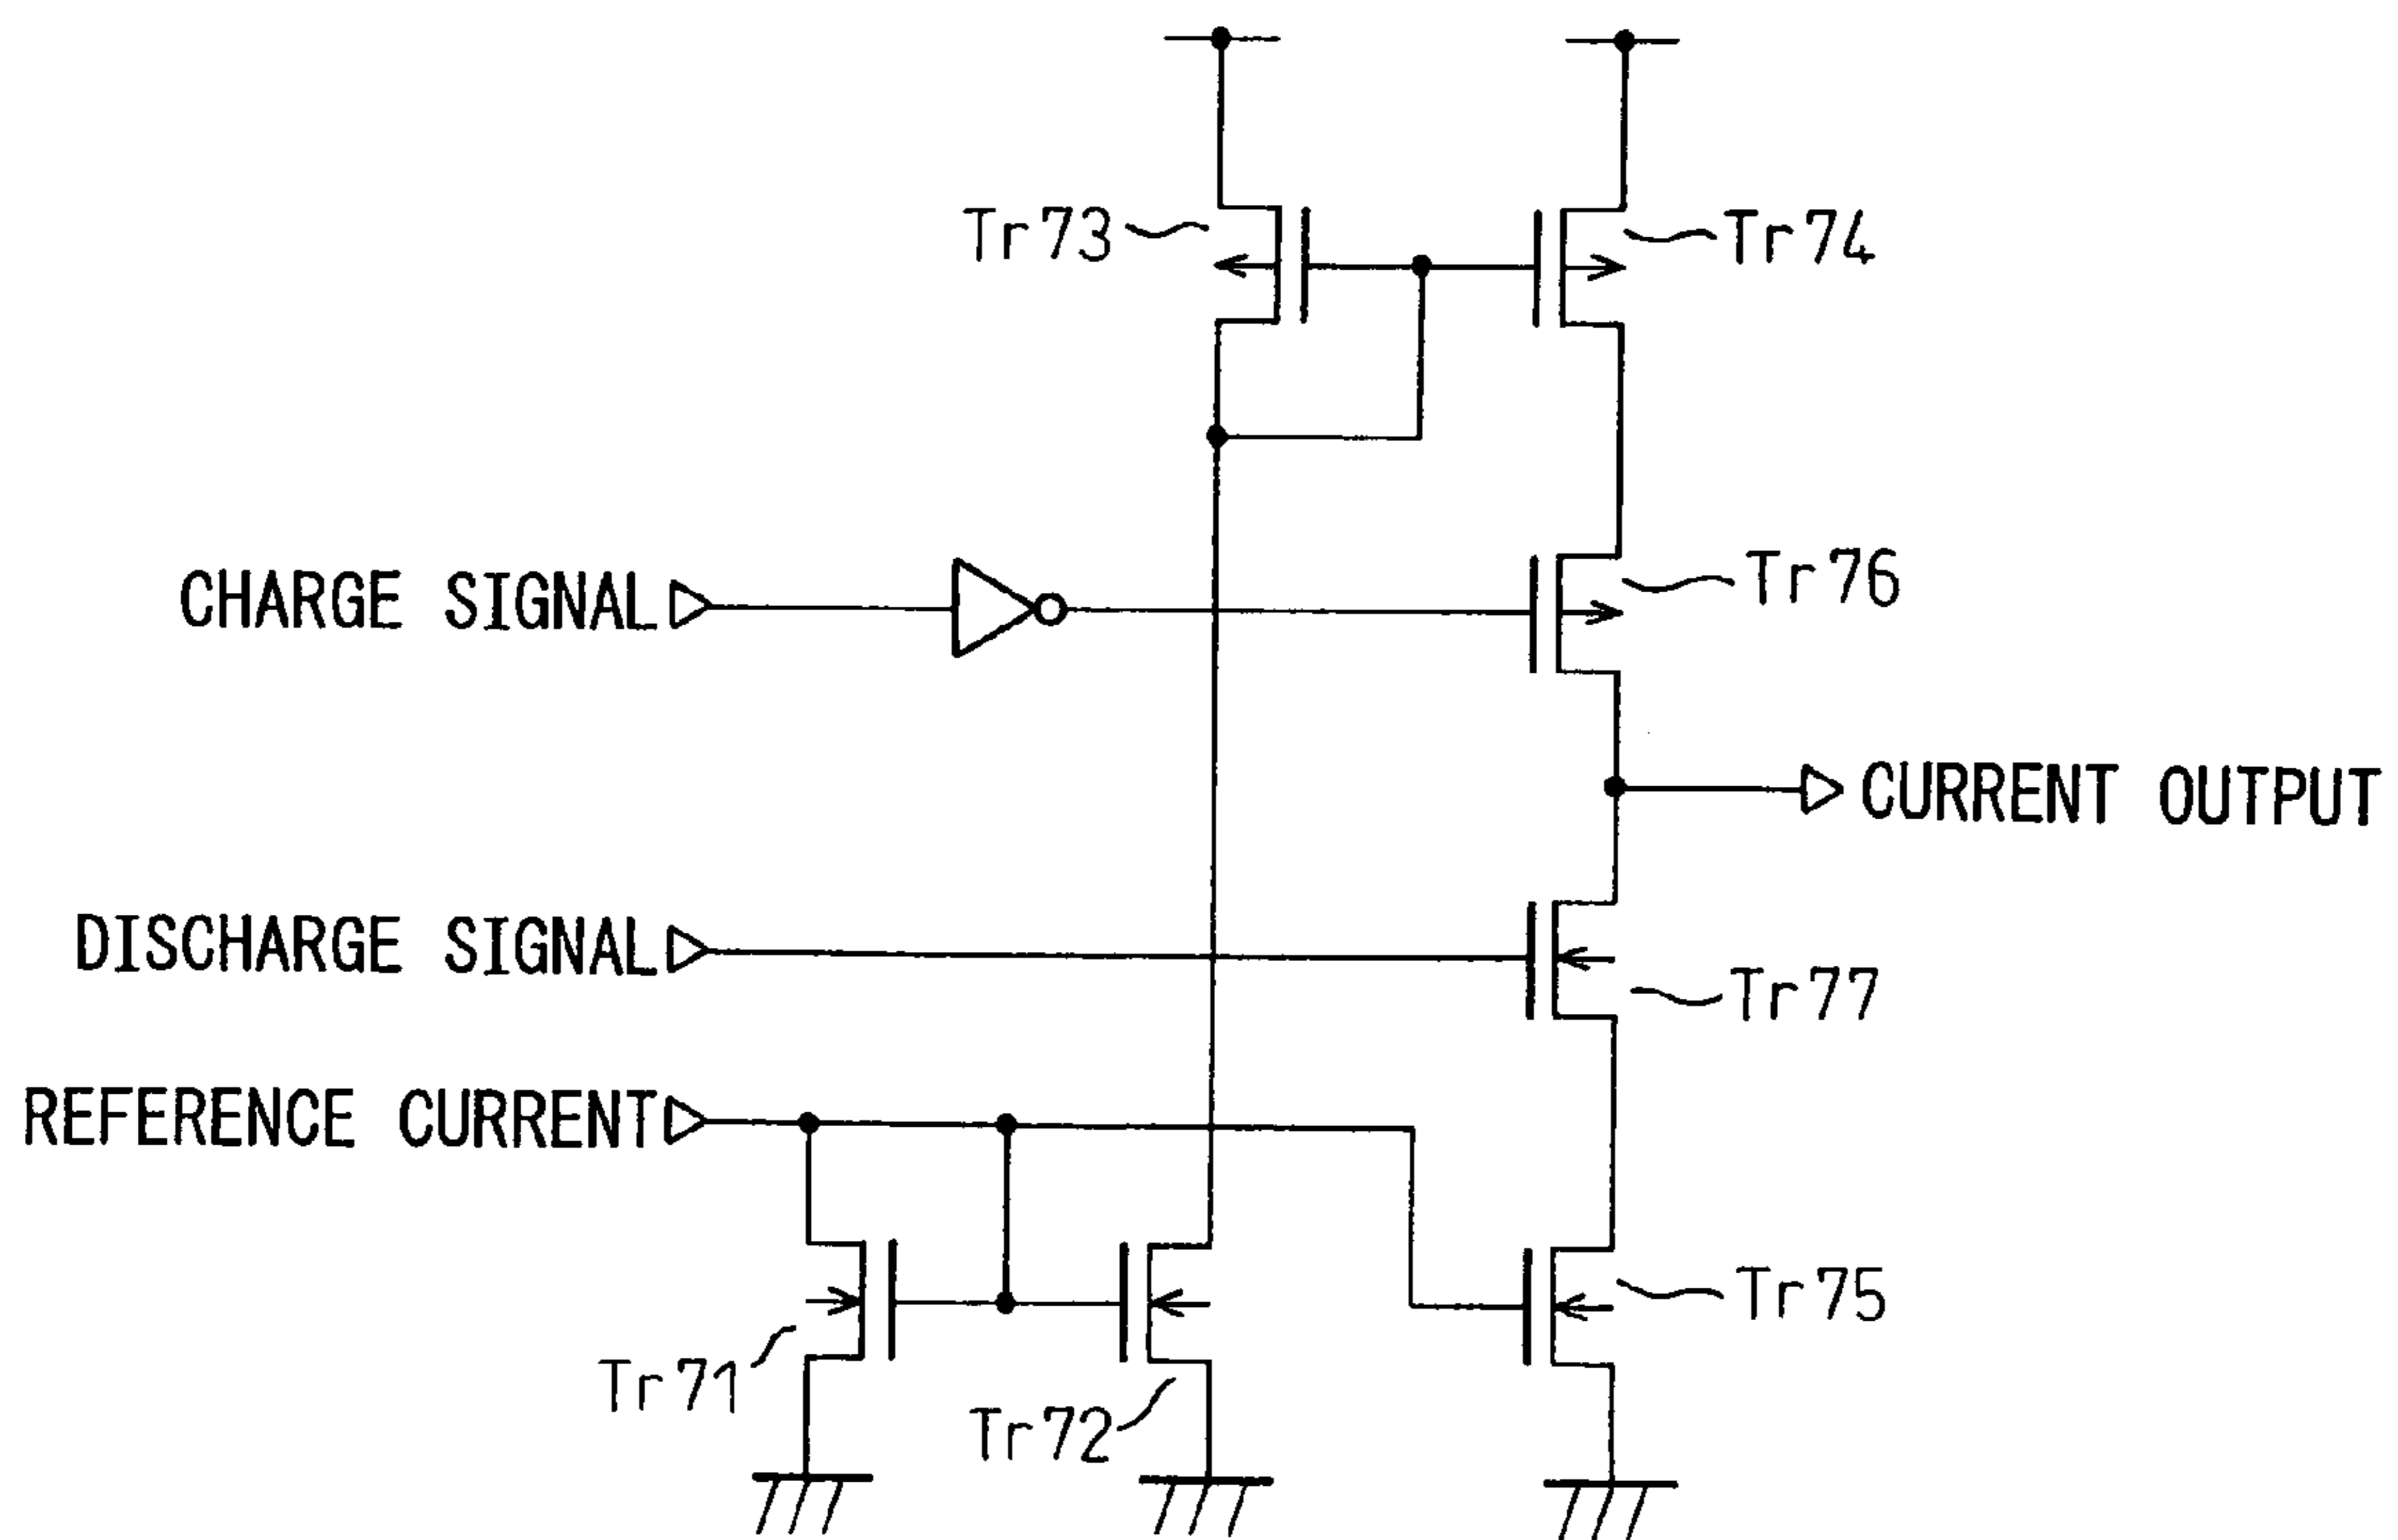 Tr73
Tr74
CHARGE SIGNAL
Tr76
CURRENT OUTPUT
DISCHARGE SIGNAL
Tr77
REFERENCE CURRENT
Tr75
Tr71
Tr72